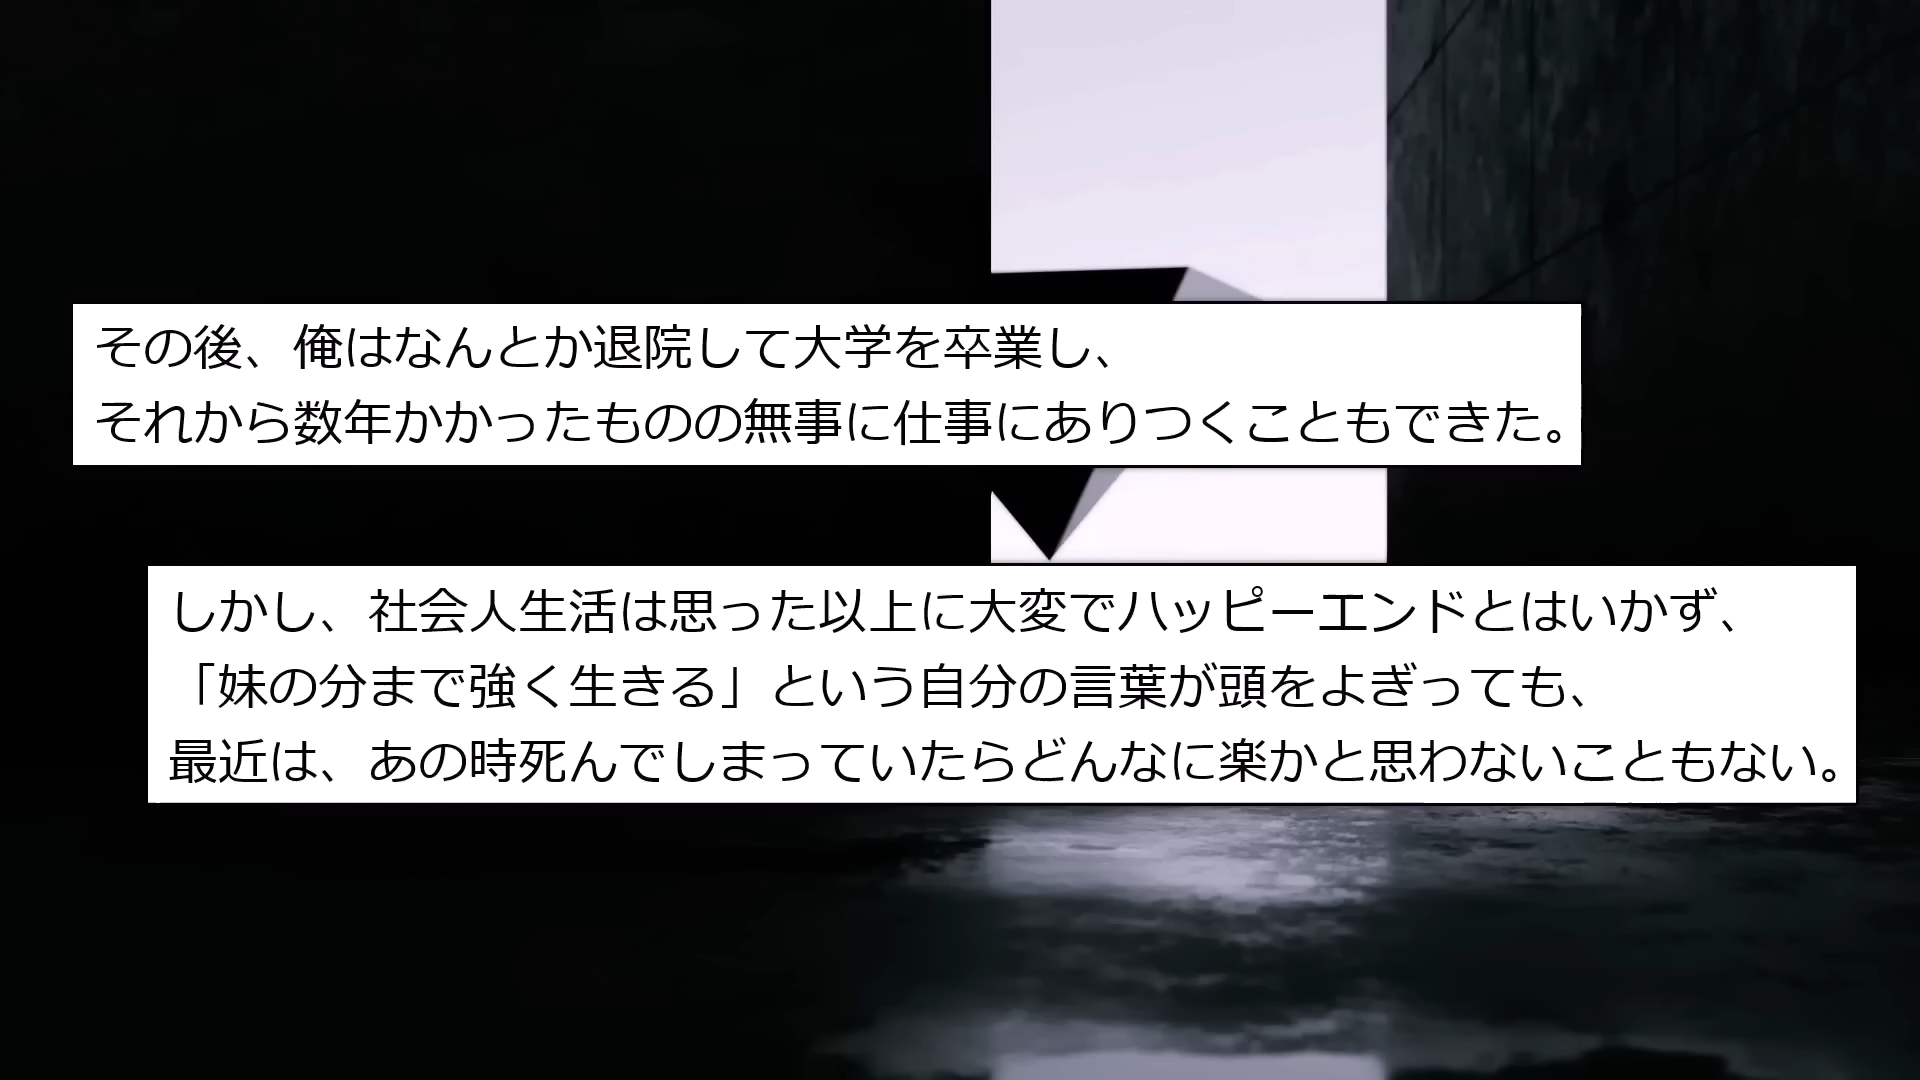 その後、俺はなんとか退院して大学を卒業し、
それから数年かかったものの無事に仕事にありつくこともできた。
しかし、社会人生活は思った以上に大変でハッピーエンドとはいかず、
「妹の分まで強く生きる」という自分の言葉が頭をよぎっても、
最近は、あの時死んでしまっていたらどんなに楽かと思わないこともない。